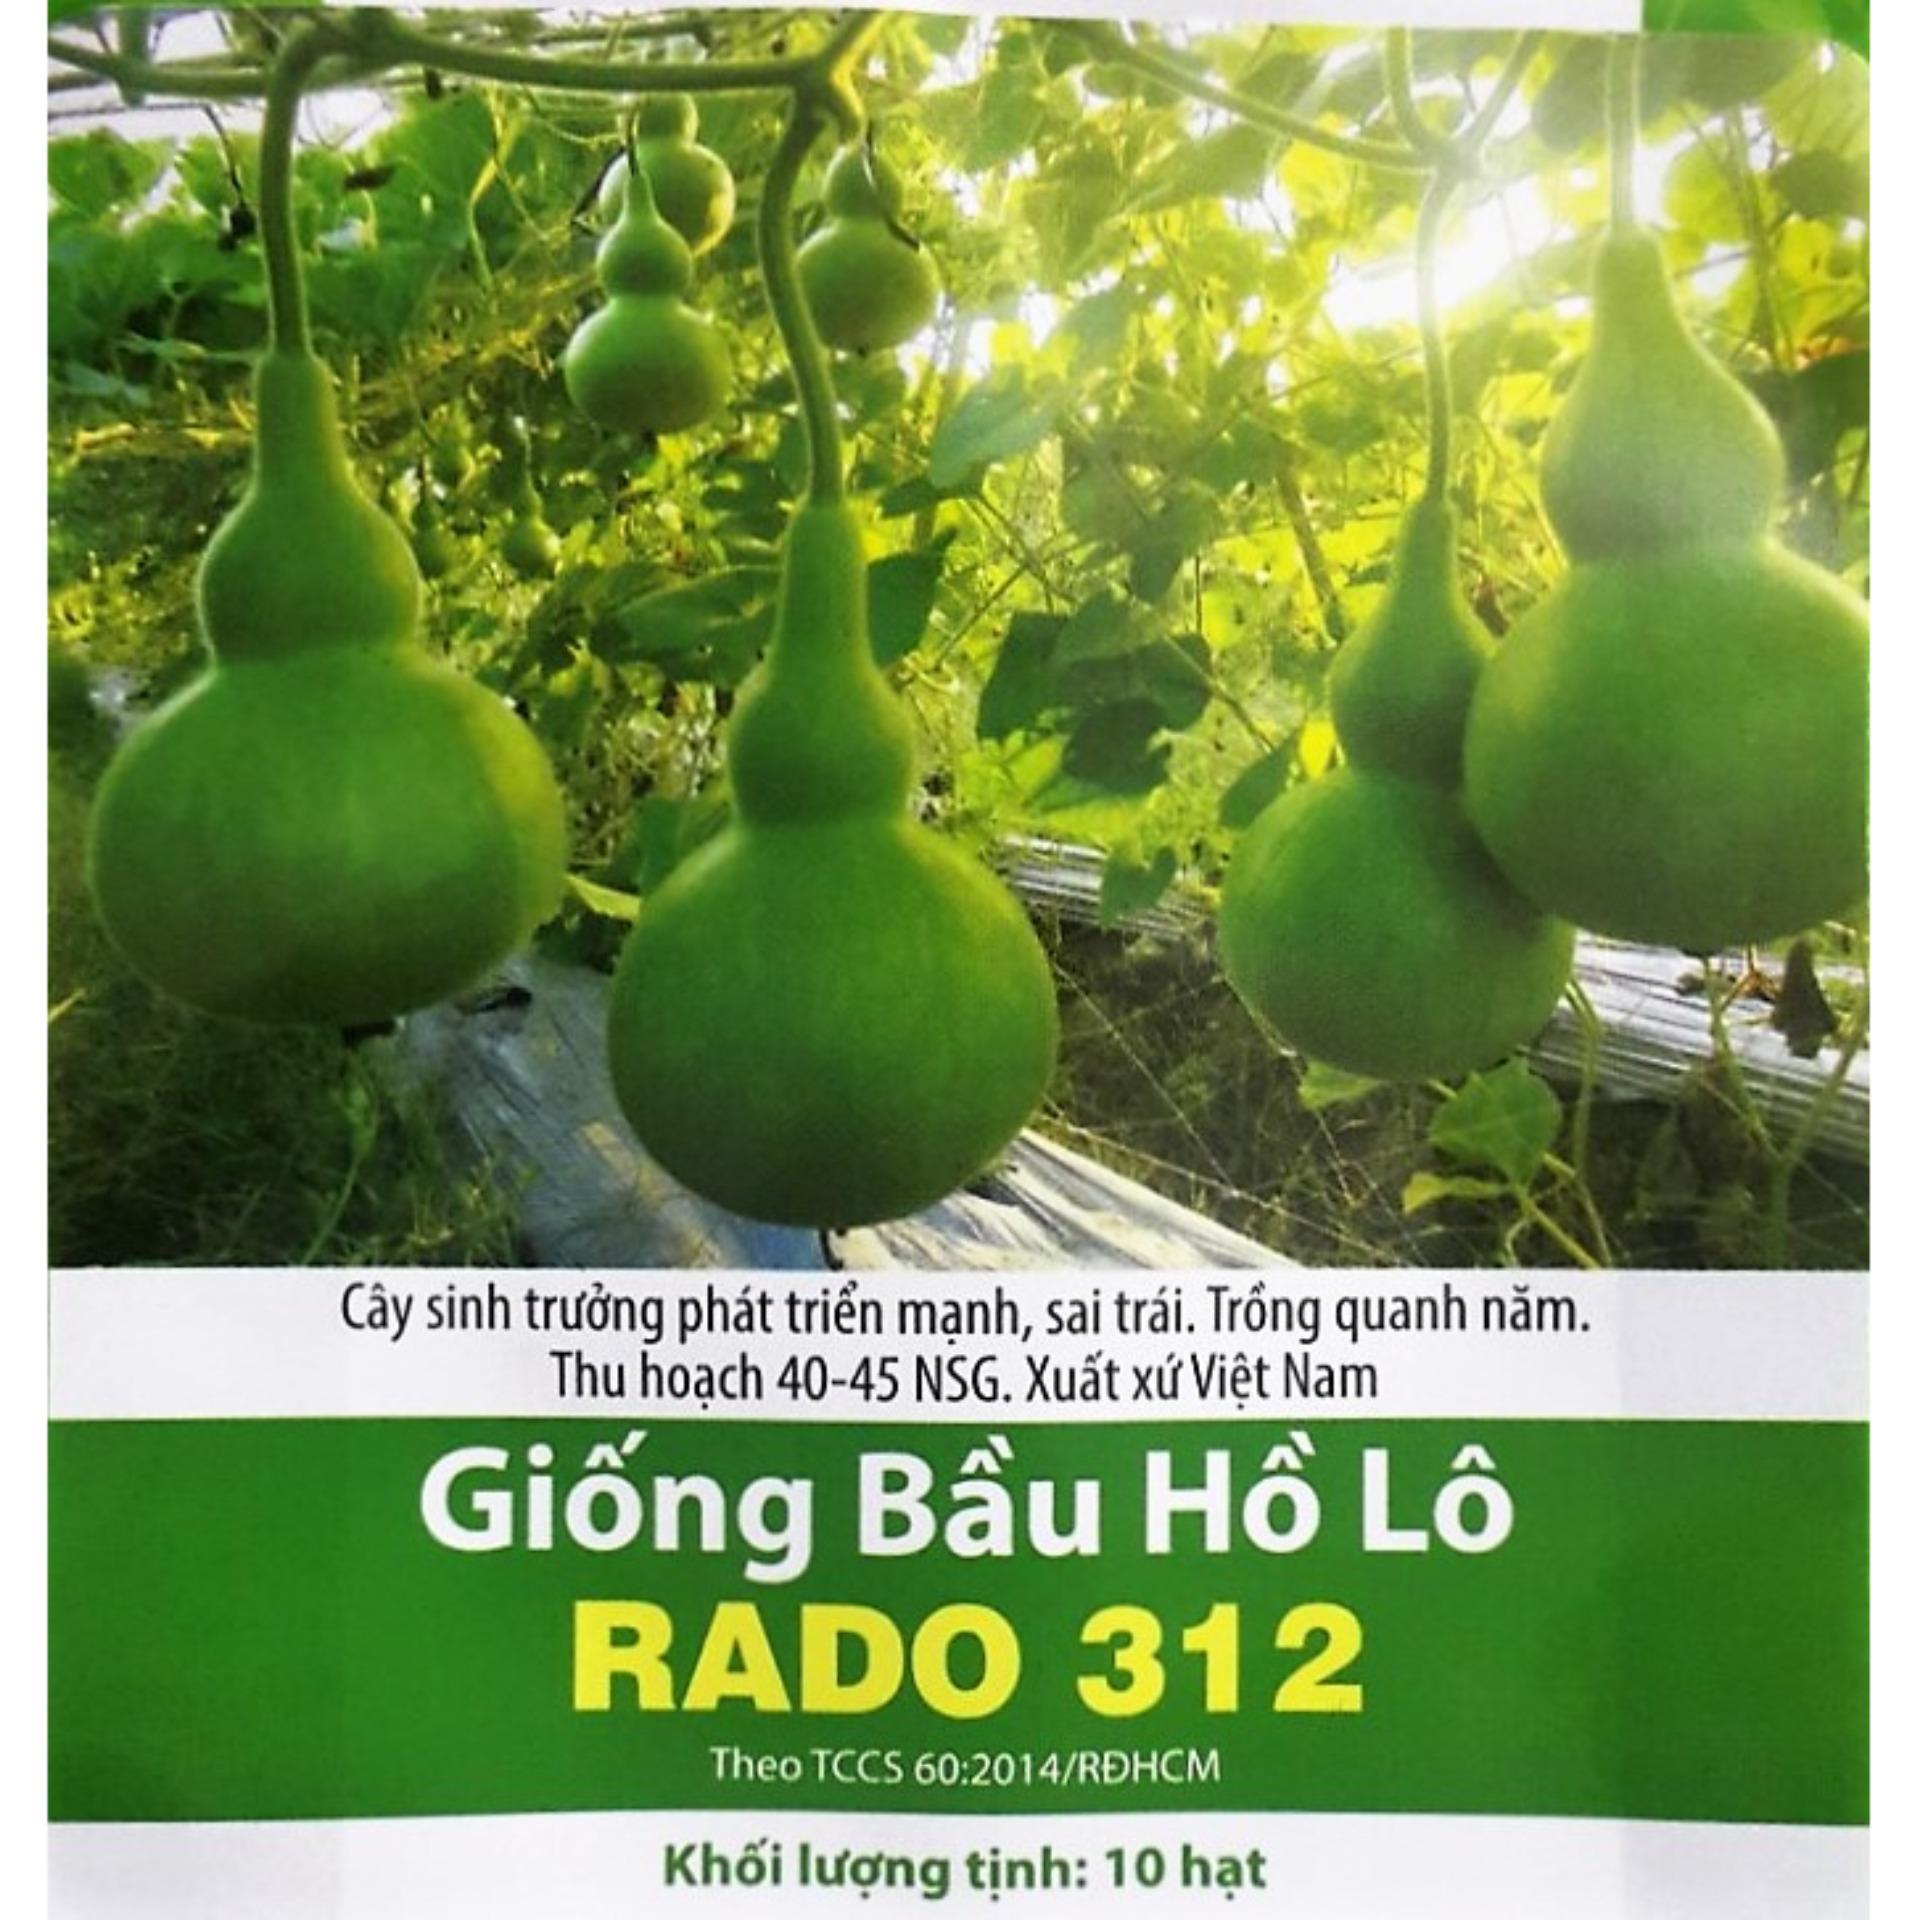 Cây sinh trưởng phát triển mạnh, sai trái. Trồng quanh năm.
Thu hoạch 40-45 NSG. Xuất xứ Việt Nam
Giống Bầu Hồ Lô
RADO 312
Theo TCCS 60:2014/RĐHCM
Khối lượng tịnh: 10 hạt